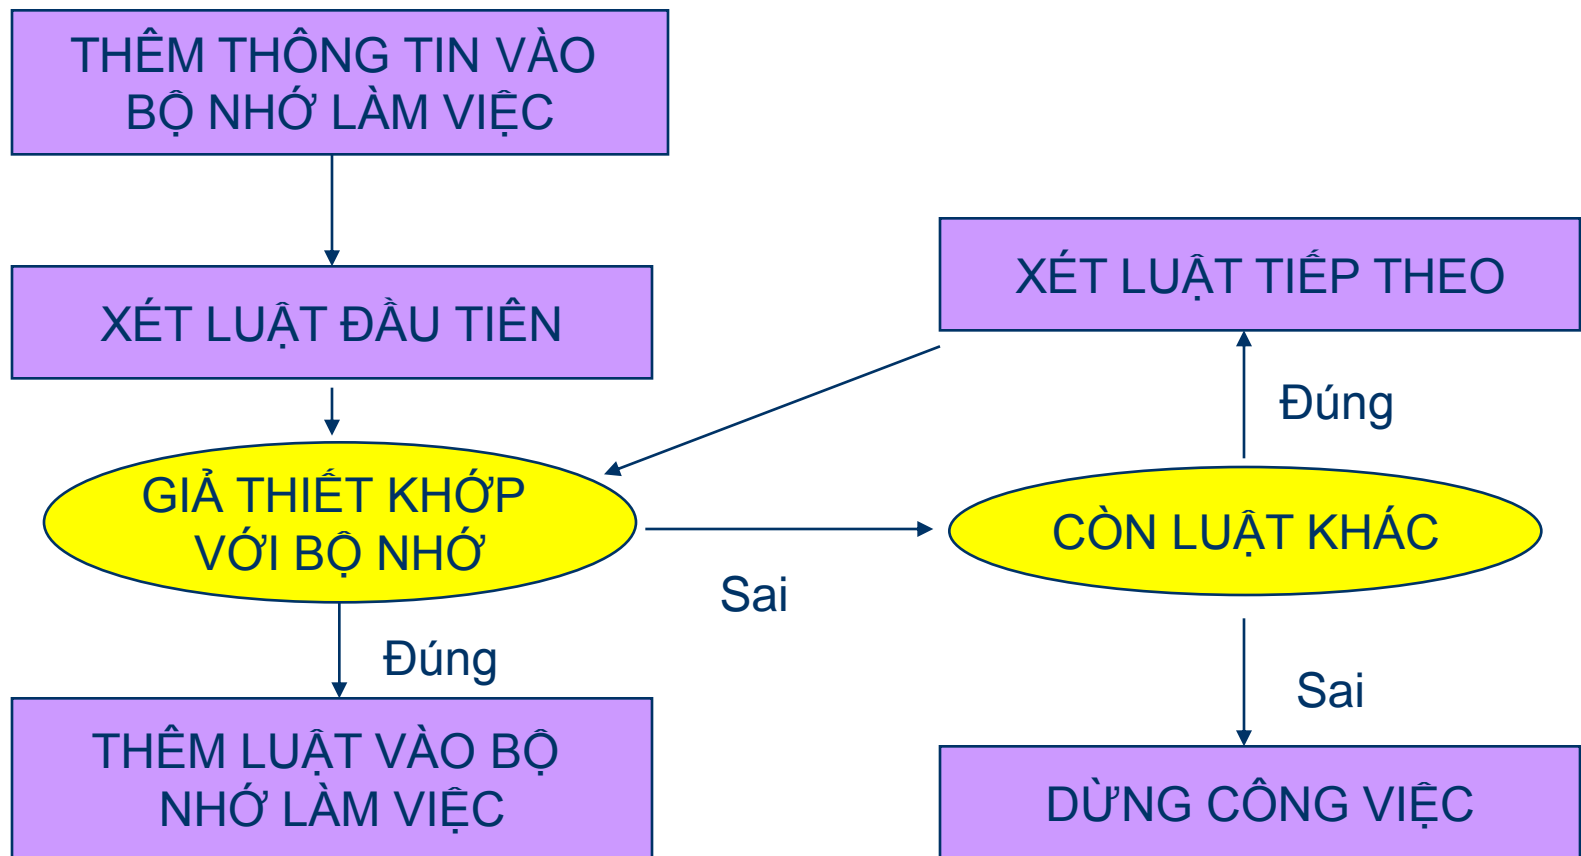 THÊM THÔNG TIN VÀO
BỘ NHỚ LÀM VIỆC
XÉT LUẬT ĐẦU TIÊN
XÉT LUẬT TIẾP THEO
Đúng
GIẢ THIẾT KHỚP
VỚI BỘ NHỚ
CÒN LUẬT KHÁC
Sai
Đúng
Sai
THÊM LUẬT VÀO BỘ
NHỚ LÀM VIỆC
DỪNG CÔNG VIỆC